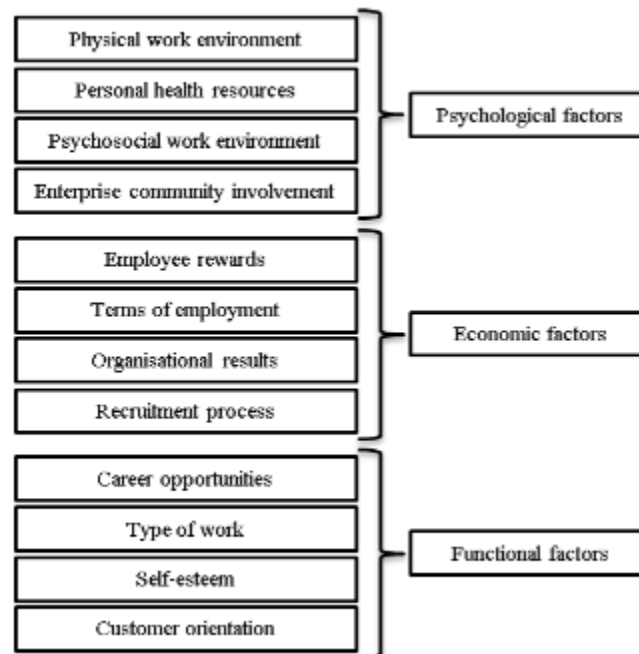 Physical work environment
Personal health resources
Psychosocial work environment
Enterprise community involvement
Psychological factors
Employee rewards
Terms of employment
Organisational results
Recruitment process
Economic factors
Career opportunities
Type of work
Self-esteem
Customer orientation
Functional factors